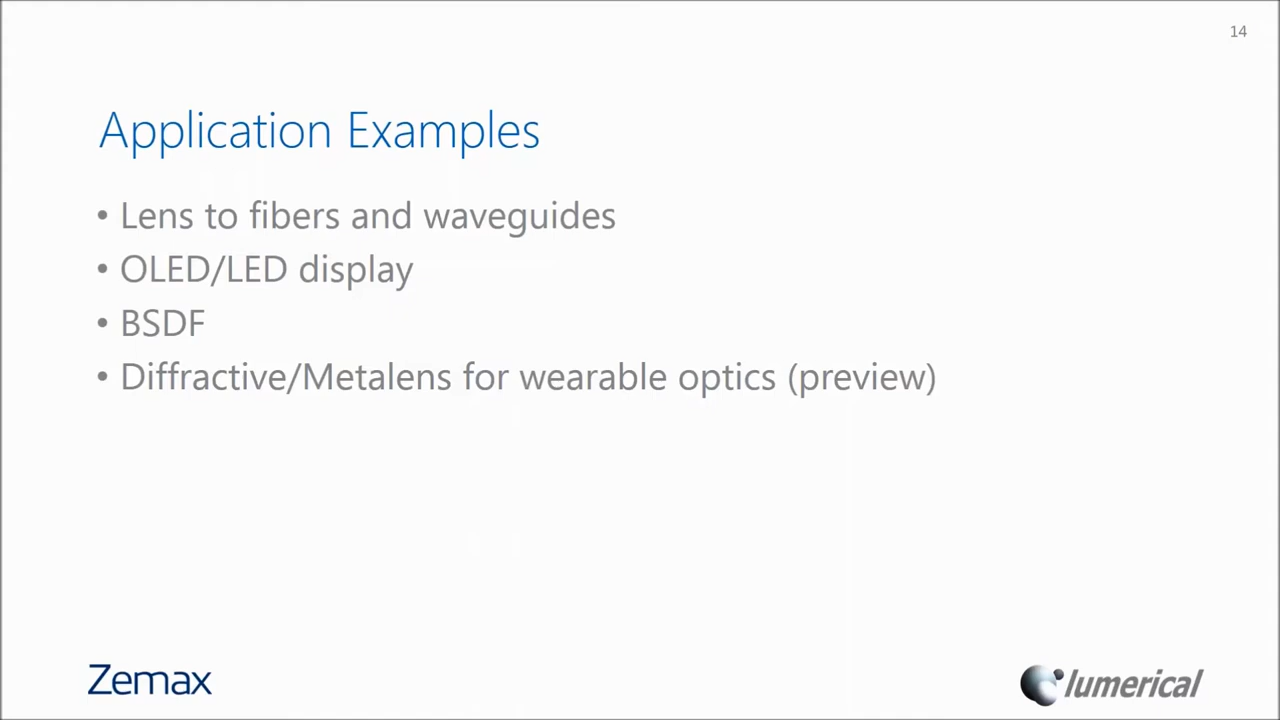 14
Application Examples
• Lens to fibers and waveguides
• OLED/LED display
• BSDF
• Diffractive/Metalens for wearable optics (preview)
Zemax
lumerical